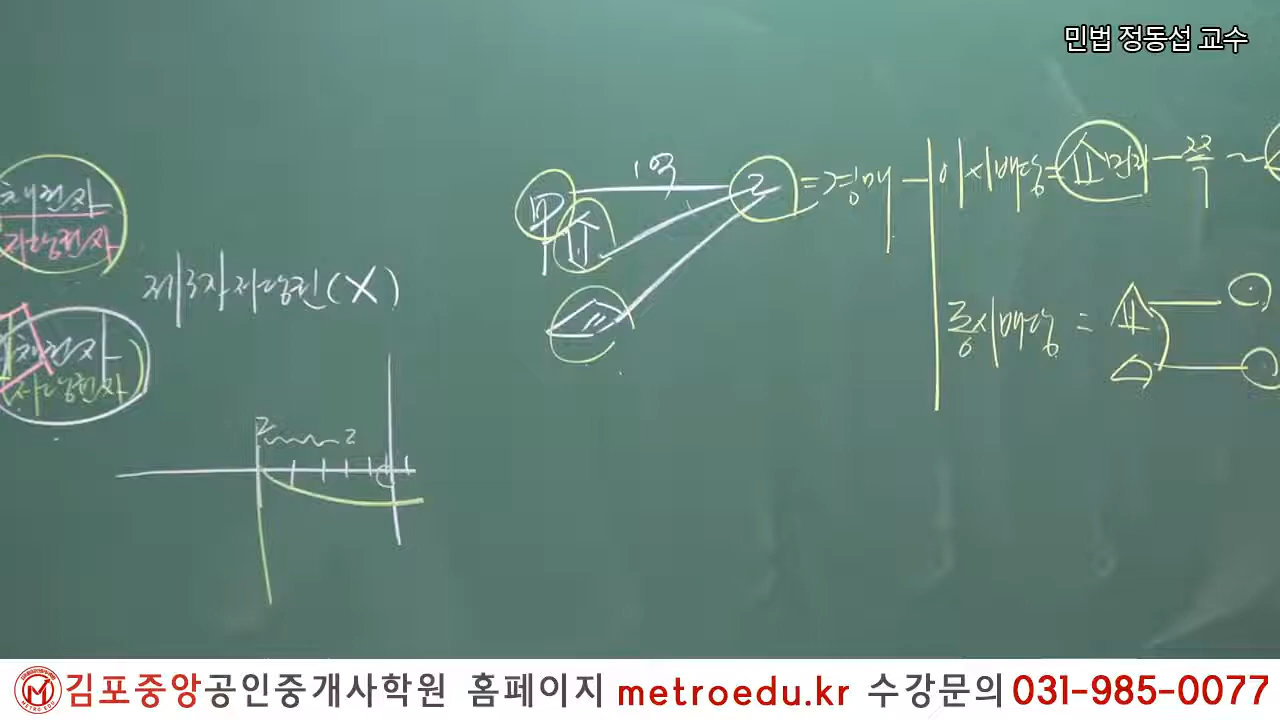 민법 정동섭 교수
채권자
저당권자
채권자
저당권자
제3자저당권(X)
甲
1억
乙 = 경매
이시배당=
먼저
동시배당 =
김포중앙공인중개사학원 홈페이지 metroedu.kr 수강문의 031-985-0077